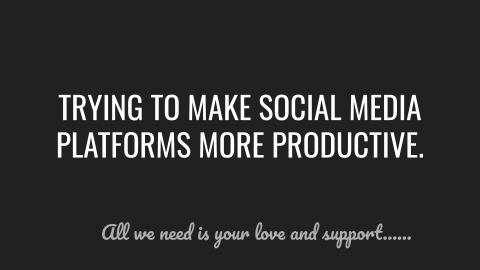 TRYING TO MAKE SOCIAL MEDIA
PLATFORMS MORE PRODUCTIVE.
All we need is your love and support......